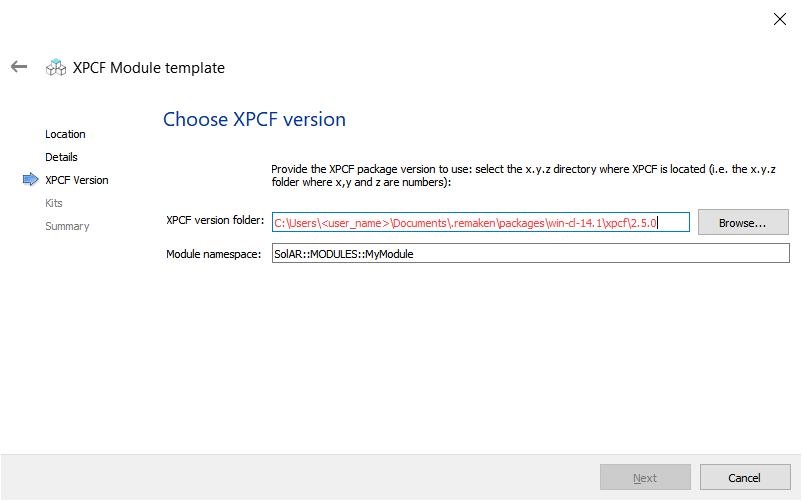 XPCF Module template
Choose XPCF version
Location
Details
XPCF Version
Kits
Summary
Provide the XPCF package version to use: select the x.y.z directory where XPCF is located (i.e. the x.y.z
folder where x,y and z are numbers):
XPCF version folder: C:\Users\<user_name>\Documents\.remaken\packages\win-cl-14.1\xpcf\2.5.0 Browse...
Module namespace: SolAR::MODULES::MyModule
Next Cancel